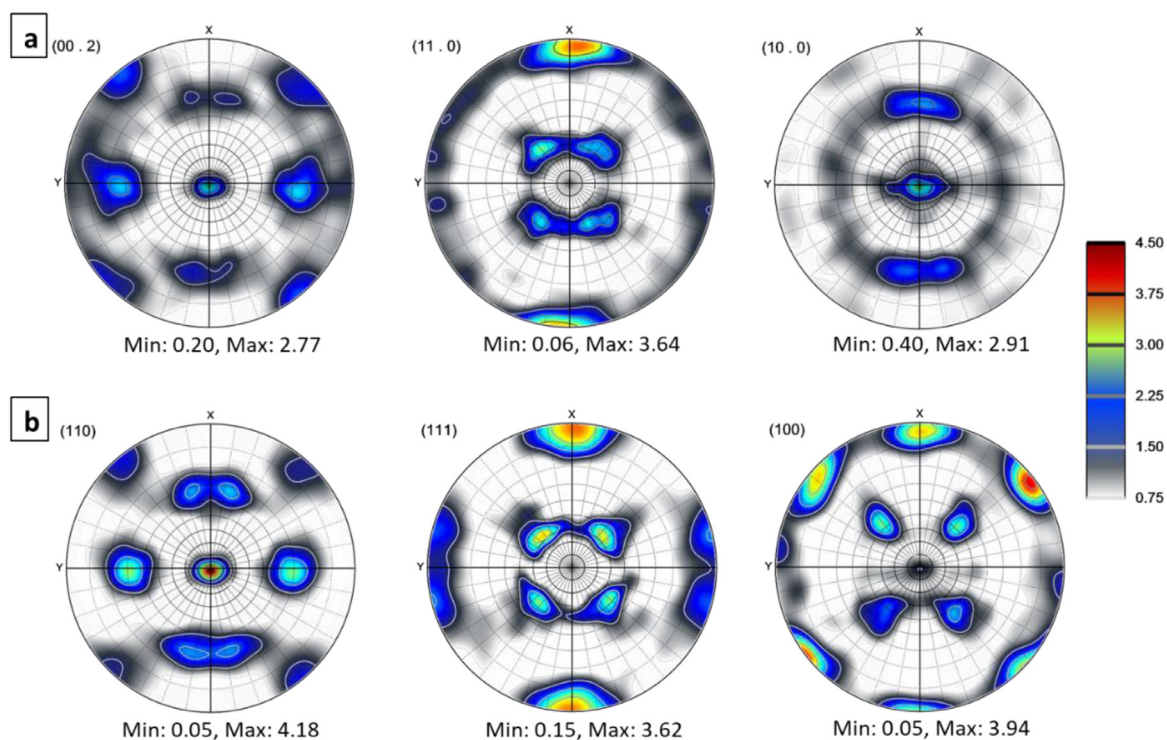 a
(00 . 2)
X
Y
Min: 0.20, Max: 2.77
(11 . 0)
X
Y
Min: 0.06, Max: 3.64
(10 . 0)
X
Y
Min: 0.40, Max: 2.91
4.50
3.75
3.00
2.25
1.50
0.75
b
(110)
X
Y
Min: 0.05, Max: 4.18
(111)
X
Y
Min: 0.15, Max: 3.62
(100)
X
Y
Min: 0.05, Max: 3.94